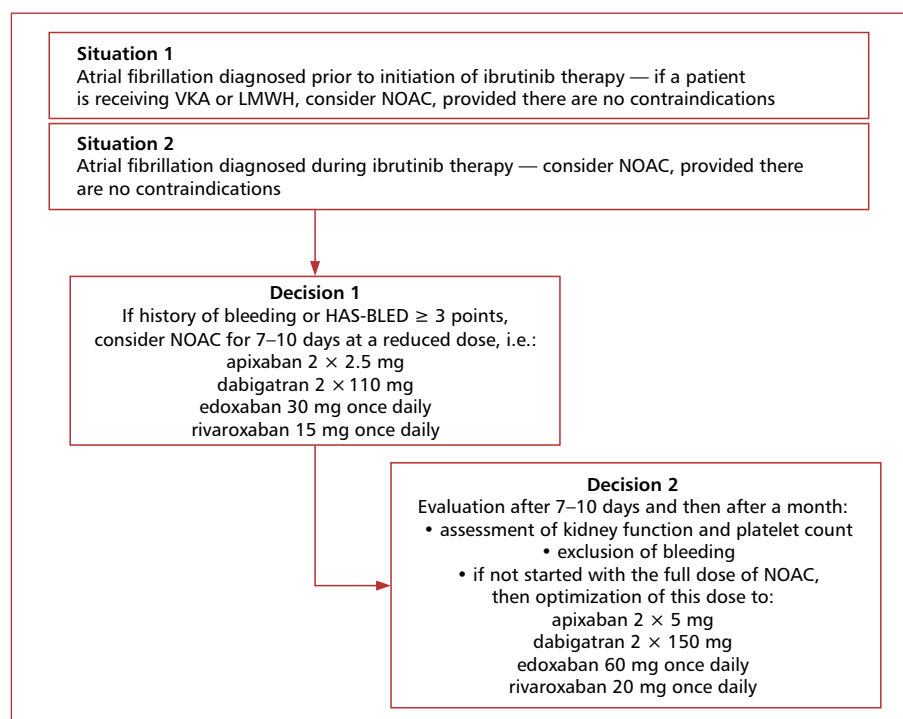 Situation 1
Atrial fibrillation diagnosed prior to initiation of ibrutinib therapy — if a patient
is receiving VKA or LMWH, consider NOAC, provided there are no contraindications
Situation 2
Atrial fibrillation diagnosed during ibrutinib therapy — consider NOAC, provided there
are no contraindications
Decision 1
If history of bleeding or HAS-BLED ≥ 3 points,
consider NOAC for 7–10 days at a reduced dose, i.e.:
apixaban 2 × 2.5 mg
dabigatran 2 × 110 mg
edoxaban 30 mg once daily
rivaroxaban 15 mg once daily
Decision 2
Evaluation after 7–10 days and then after a month:
• assessment of kidney function and platelet count
• exclusion of bleeding
• if not started with the full dose of NOAC,
then optimization of this dose to:
apixaban 2 × 5 mg
dabigatran 2 × 150 mg
edoxaban 60 mg once daily
rivaroxaban 20 mg once daily